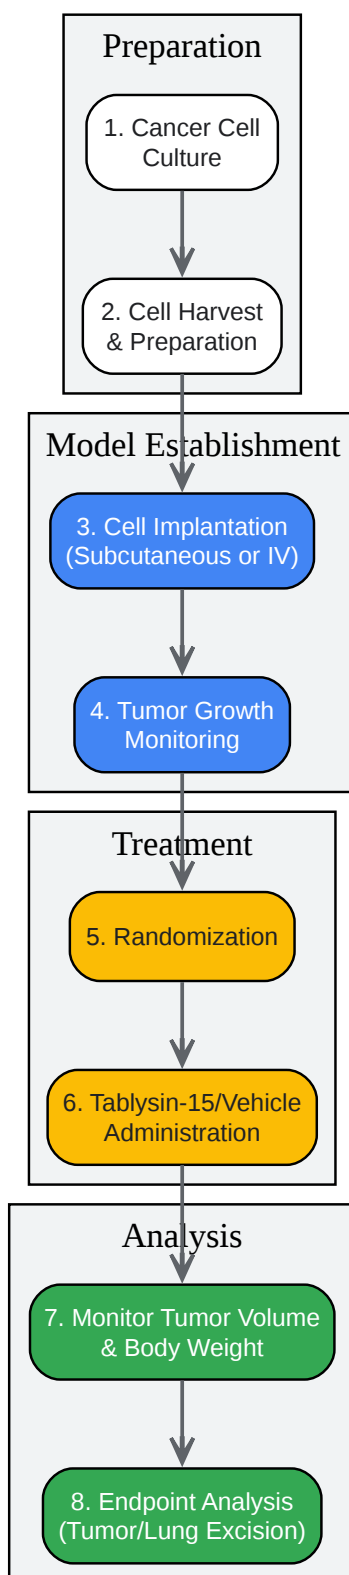 Preparation
1. Cancer Cell
Culture
2. Cell Harvest
& Preparation
Model Establishment
3. Cell Implantation
(Subcutaneous or IV)
4. Tumor Growth
Monitoring
Treatment
5. Randomization
6. Tablysin-15/Vehicle
Administration
Analysis
7. Monitor Tumor Volume
& Body Weight
8. Endpoint Analysis
(Tumor/Lung Excision)